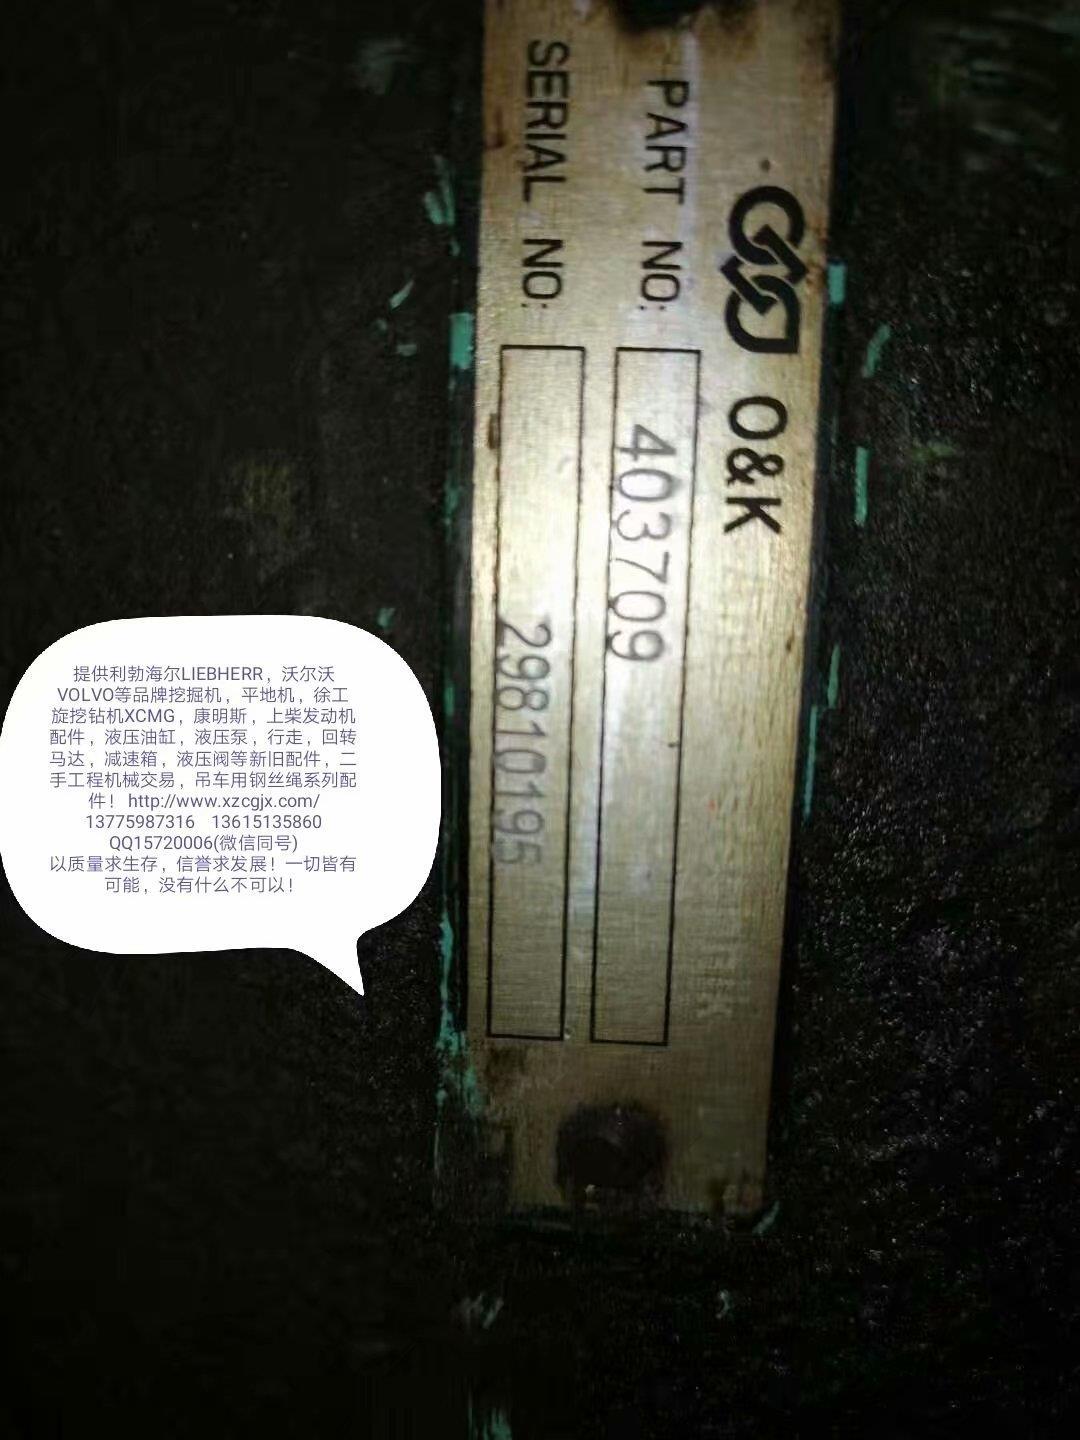 O&K
PART NO: 403709
SERIAL NO: 29810195
提供利勃海尔LIEBHERR，沃尔沃
VOLVO等品牌挖掘机，平地机，徐工
旋挖钻机XCMG，康明斯，上柴发动机
配件，液压油缸，液压泵，行走，回转
马达，减速箱，液压阀等新旧配件，二
手工程机械交易，吊车用钢丝绳系列配
件！http://www.xzcgjx.com/
13775987316 13615135860
QQ15720006(微信同号)
以质量求生存，信誉求发展！一切皆有
可能，没有什么不可以！